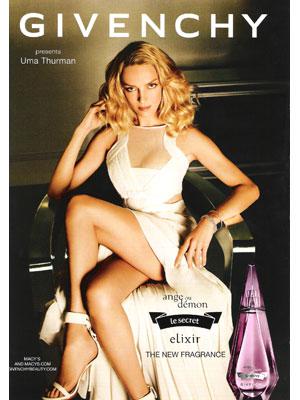 GIVENCHY
presents
Uma Thurman
ange ou
démon
le secret
elixir
THE NEW FRAGRANCE
MACY'S
AND MACYS.COM
GIVENCHYBEAUTY.COM